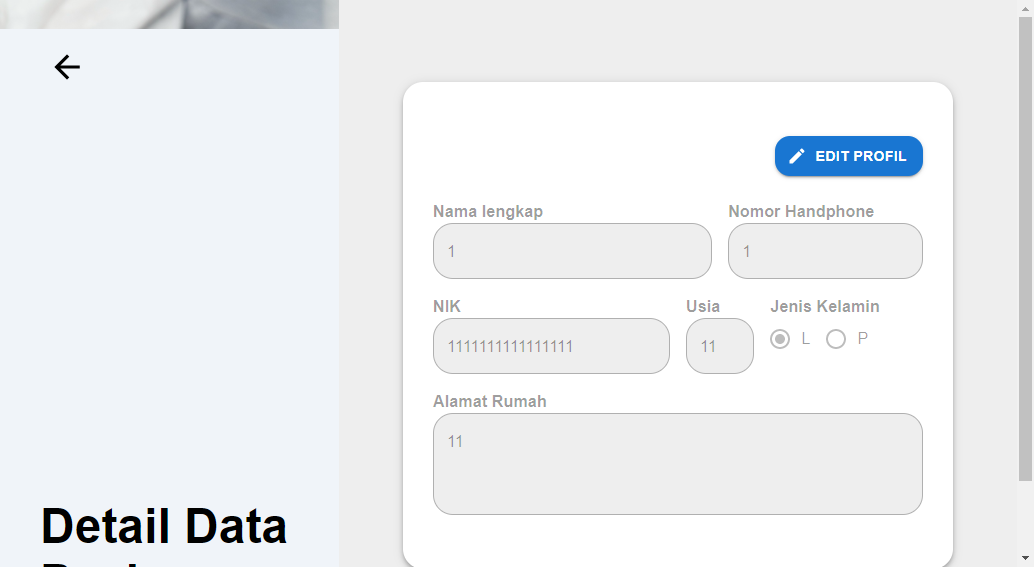 EDIT PROFIL
Nama lengkap
Nomor Handphone
1
1
NIK
Usia
Jenis Kelamin
1111111111111111
11
L
P
Alamat Rumah
11
Detail Data